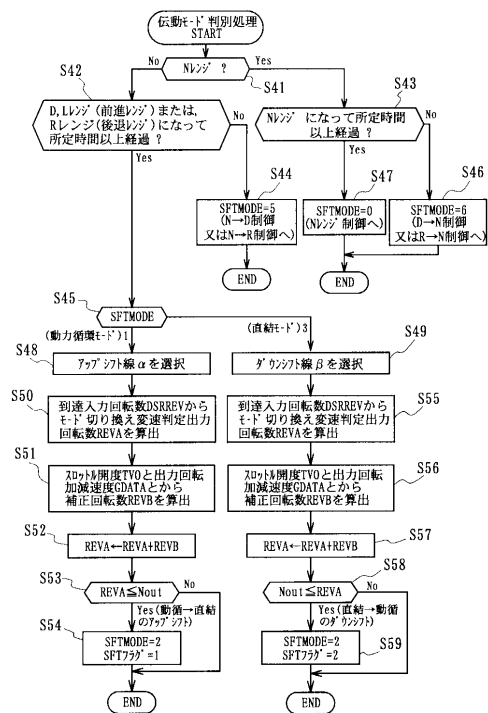 伝動モード判別処理
START
No
Yes
Nレンジ ?
S41
S42
D,Lレンジ(前進レンジ)または,
Rレンジ(後退レンジ)になって
所定時間以上経過 ?
No
Yes
S43
Nレンジになって所定時間
以上経過 ?
Yes
No
S44
SFTMODE=5
(N→D制御
又はN→R制御へ)
END
S47
SFTMODE=0
(Nレンジ制御へ)
S46
SFTMODE=6
(D→N制御
又はR→N制御へ)
END
S45
SFTMODE
(動力循環モード)1
(直結モード)3
S48
アップシフト線αを選択
S49
ダウンシフト線βを選択
S50
到達入力回転数DSRREVから
モード切り換え変速判定出力
回転数REVAを算出
S55
到達入力回転数DSRREVから
モード切り換え変速判定出力
回転数REVAを算出
S51
スロットル開度TVOと出力回転
加減速度GDATAとから
補正回転数REVBを算出
S56
スロットル開度TVOと出力回転
加減速度GDATAとから
補正回転数REVBを算出
S52
REVA←REVA+REVB
S57
REVA←REVA+REVB
S53
REVA≦Nout
No
Yes(動循→直結
のアップシフト)
S58
Nout≦REVA
No
Yes(直結→動循
のダウンシフト)
S54
SFTMODE=2
SFTフラグ=1
S59
SFTMODE=2
SFTフラグ=2
END
END